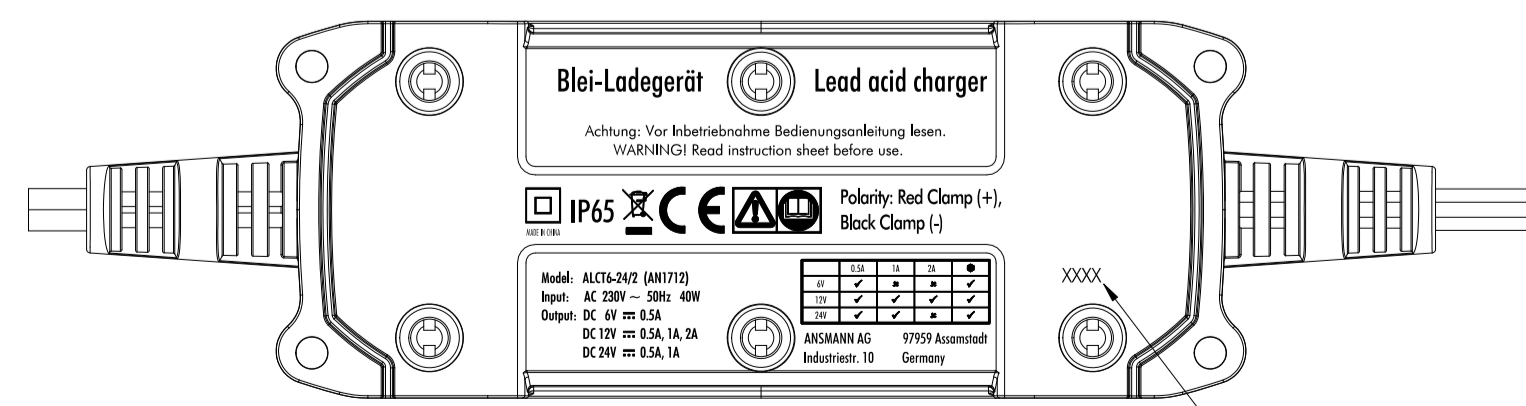 Blei-Ladegerät
Lead acid charger
Achtung: Vor Inbetriebnahme Bedienungsanleitung lesen.
WARNING! Read instruction sheet before use.
MADE IN CHINA
IP65
CE
Polarity: Red Clamp (+),
Black Clamp (-)
Model: ALCT6-24/2 (AN1712)
Input: AC 230V ~ 50Hz 40W
Output: DC 6V ⎓ 0.5A
DC 12V ⎓ 0.5A, 1A, 2A
DC 24V ⎓ 0.5A, 1A
0.5A 1A 2A
6V ✔ ✖ ✖ ✔
12V ✔ ✔ ✔ ✔
24V ✔ ✔ ✖ ✔
ANSMANN AG 97959 Assamstadt
Industriestr. 10 Germany
XXXX